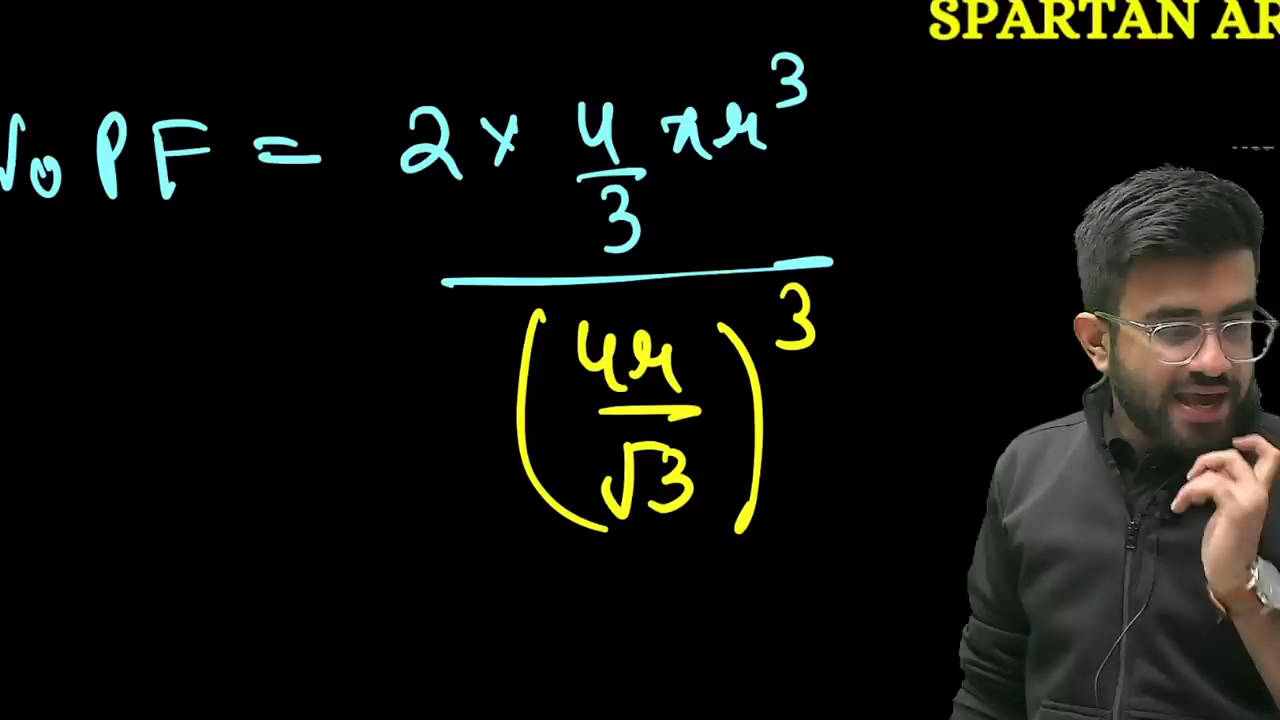 SPARTAN AR
PF = 2 × 4/3 πr³
(4r/√3)³